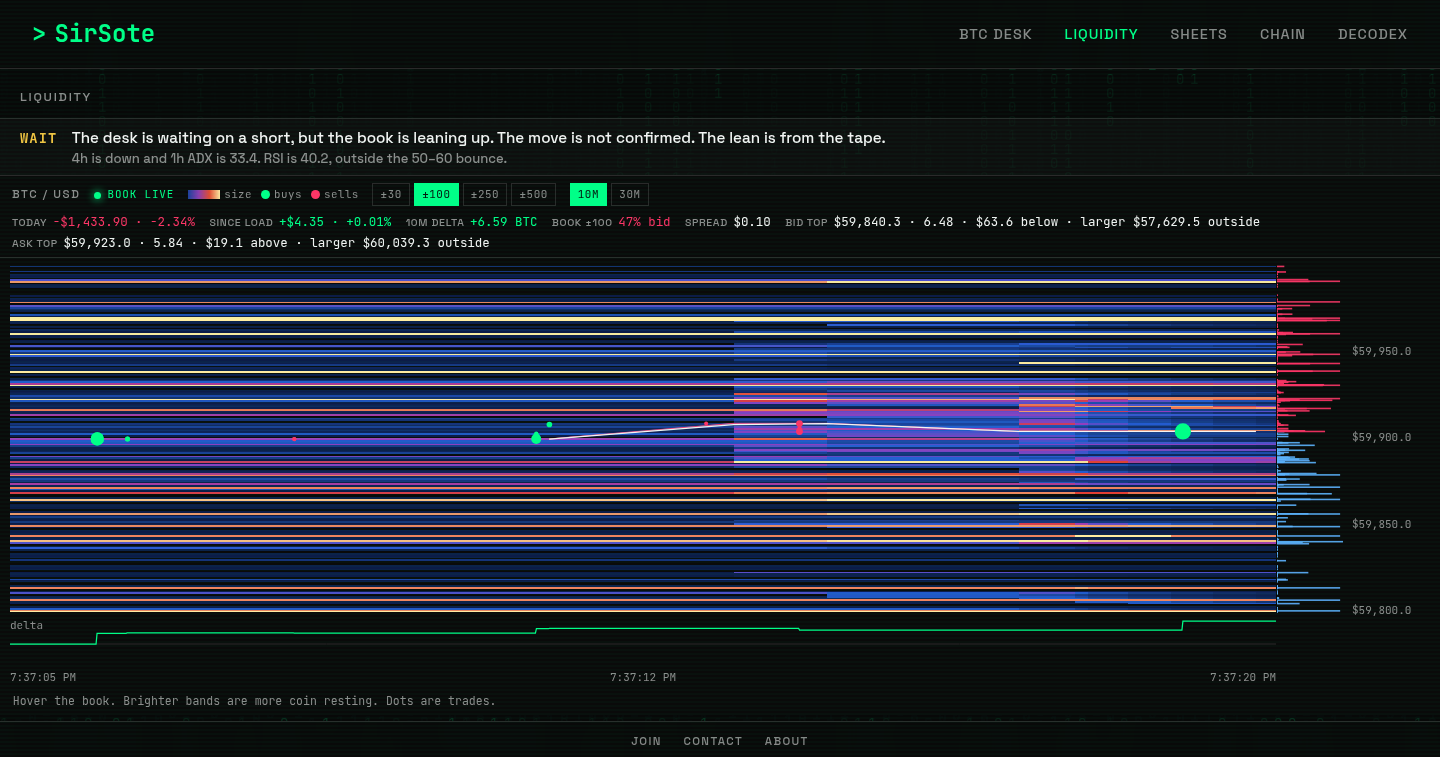 > SirSote
BTC DESK LIQUIDITY SHEETS CHAIN DECODEX
LIQUIDITY
WAIT The desk is waiting on a short, but the book is leaning up. The move is not confirmed. The lean is from the tape.
4h is down and 1h ADX is 33.4. RSI is 40.2, outside the 50–60 bounce.
BTC / USD BOOK LIVE size buys sells ±30 ±100 ±250 ±500 10M 30M
TODAY -$1,433.90 · -2.34% SINCE LOAD +$4.35 · +0.01% 10M DELTA +6.59 BTC BOOK ±100 47% bid SPREAD $0.10 BID TOP $59,840.3 · 6.48 · $63.6 below · larger $57,629.5 outside
ASK TOP $59,923.0 · 5.84 · $19.1 above · larger $60,039.3 outside
$59,950.0
$59,900.0
$59,850.0
$59,800.0
delta
7:37:05 PM 7:37:12 PM 7:37:20 PM
Hover the book. Brighter bands are more coin resting. Dots are trades.
JOIN CONTACT ABOUT